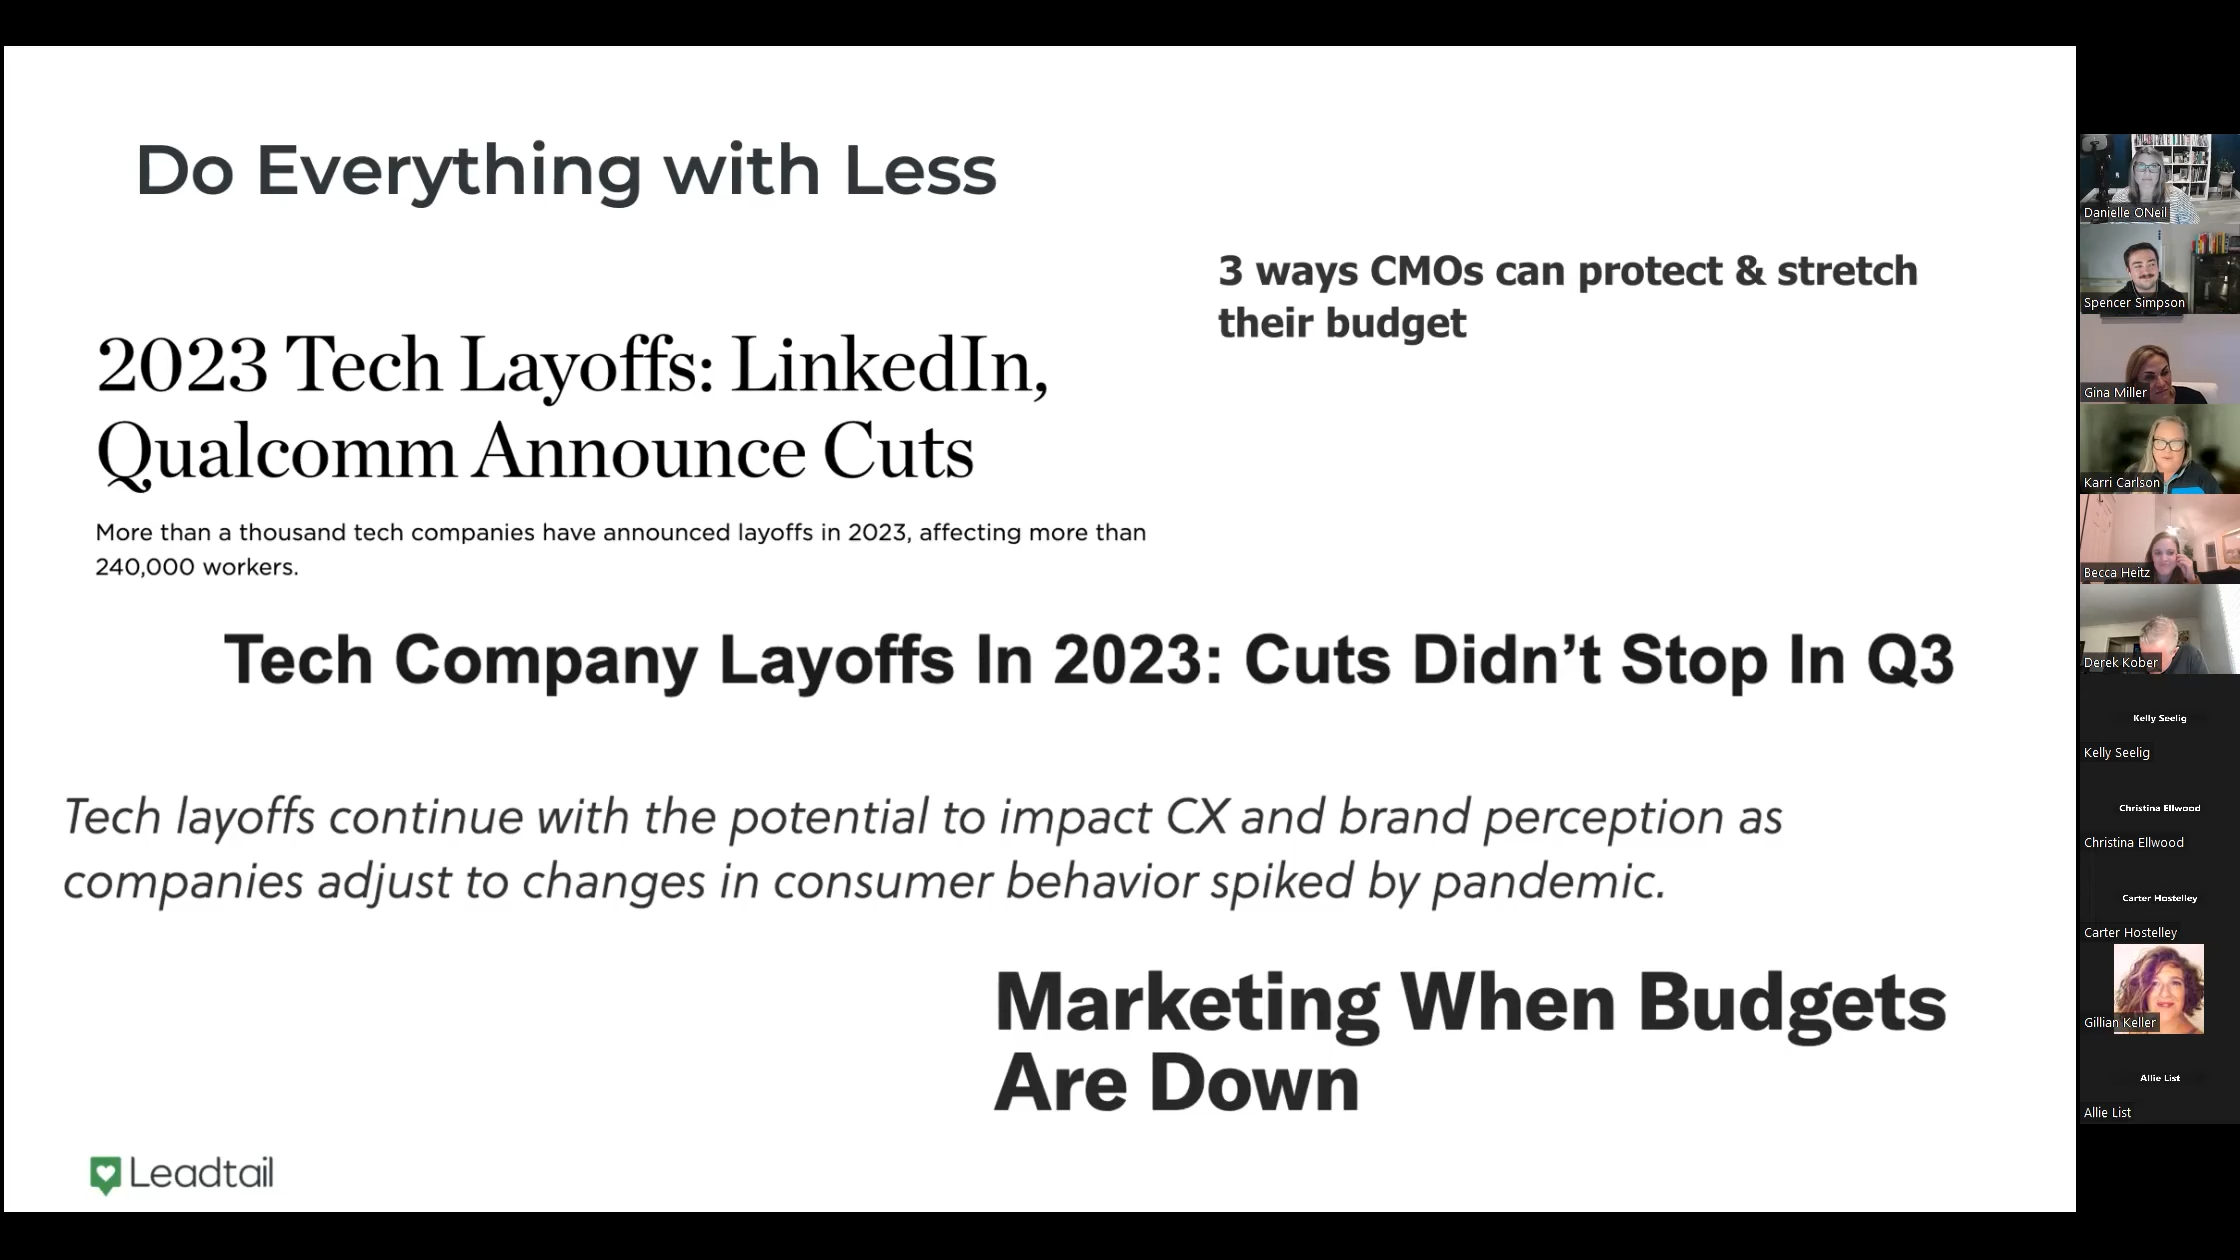 Do Everything with Less
3 ways CMOs can protect & stretch
their budget
2023 Tech Layoffs: LinkedIn,
Qualcomm Announce Cuts
More than a thousand tech companies have announced layoffs in 2023, affecting more than
240,000 workers.
Tech Company Layoffs In 2023: Cuts Didn’t Stop In Q3
Tech layoffs continue with the potential to impact CX and brand perception as
companies adjust to changes in consumer behavior spiked by pandemic.
Marketing When Budgets
Are Down
Leadtail
Danielle ONeil
Spencer Simpson
Gina Miller
Karri Carlson
Becca Heitz
Derek Kober
Kelly Seelig
Kelly Seelig
Christina Ellwood
Christina Ellwood
Carter Hostelley
Carter Hostelley
Gillian Keller
Allie List
Allie List